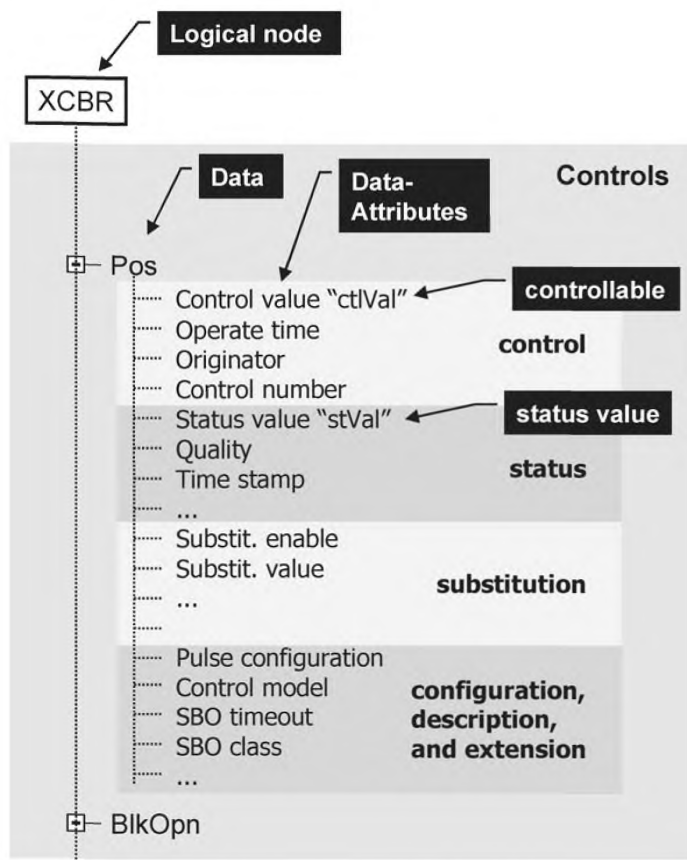 Logical node
XCBR
Controls
Data
Data-
Attributes
Pos
Control value “ctlVal”
controllable
Operate time
control
Originator
Control number
Status value “stVal”
status value
Quality
status
Time stamp
...
Substit. enable
Substit. value
substitution
...
Pulse configuration
Control model
configuration,
SBO timeout
description,
SBO class
and extension
...
BlkOpn